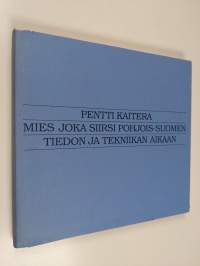 PENTTI KAITERA
MIES JOKA SIIRSI POHJOIS-SUOMEN
TIEDON JA TEKNIIKAN AIKAAN